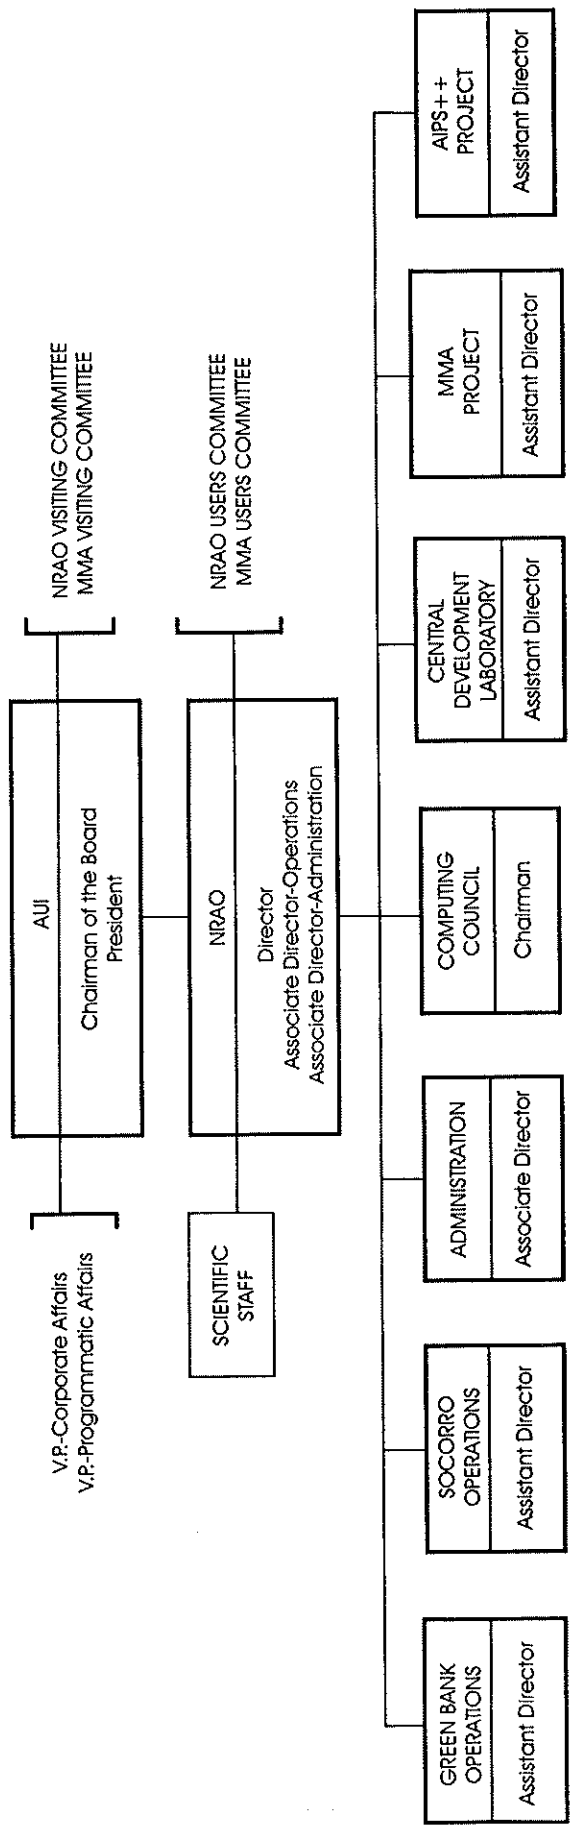 AUI
Chairman of the Board
President
V.P.-Corporate Affairs
V.P.-Programmatic Affairs
NRAO VISITING COMMITTEE
MMA VISITING COMMITTEE
NRAO
Director
Associate Director-Operations
Associate Director-Administration
SCIENTIFIC
STAFF
NRAO USERS COMMITTEE
MMA USERS COMMITTEE
GREEN BANK
OPERATIONS
Assistant Director
SOCORRO
OPERATIONS
Assistant Director
ADMINISTRATION
Associate Director
COMPUTING
COUNCIL
Chairman
CENTRAL
DEVELOPMENT
LABORATORY
Assistant Director
MMA
PROJECT
Assistant Director
AIPS++
PROJECT
Assistant Director